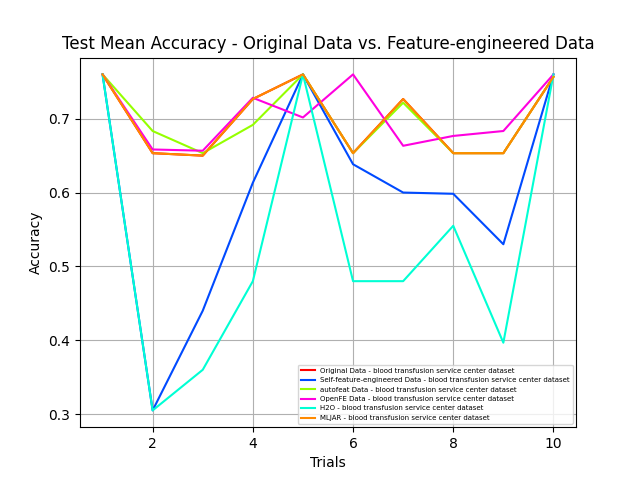 Test Mean Accuracy - Original Data vs. Feature-engineered Data
Accuracy
0.7
0.6
0.5
0.4
0.3
Original Data - blood transfusion service center dataset
Self-feature-engineered Data - blood transfusion service center dataset
autofeat Data - blood transfusion service center dataset
OpenFE Data - blood transfusion service center dataset
H2O - blood transfusion service center dataset
MLJAR - blood transfusion service center dataset
2 4 6 8 10
Trials